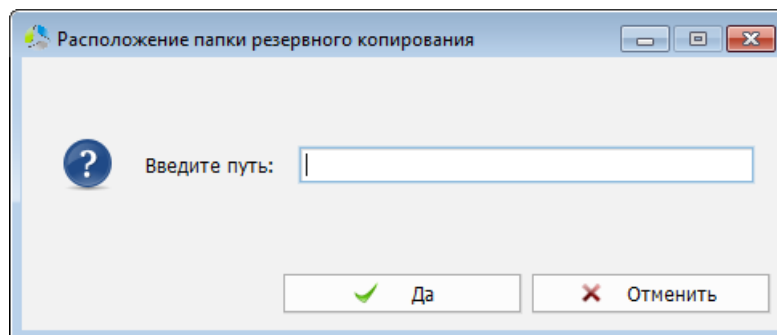 Расположение папки резервного копирования
Введите путь:
Да
Отменить